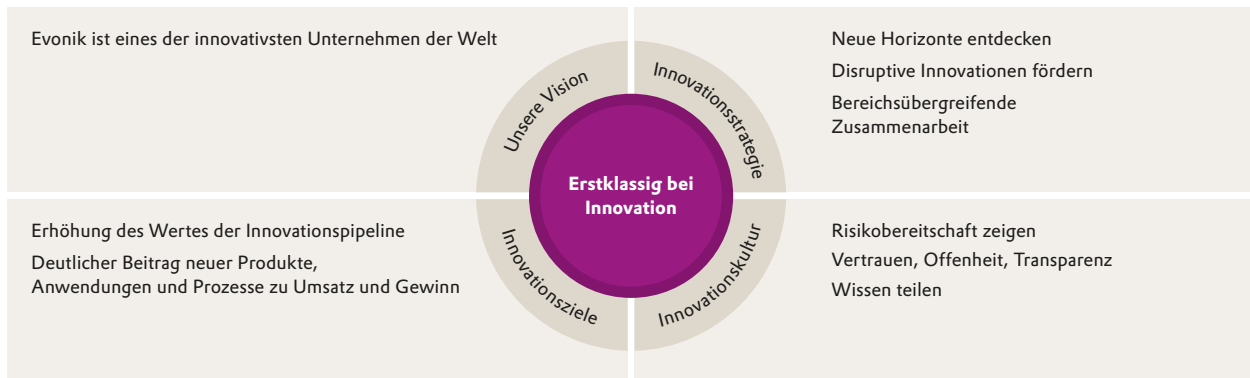 Evonik ist eines der innovativsten Unternehmen der Welt
Unsere Vision
Innovationsstrategie
Neue Horizonte entdecken
Disruptive Innovationen fördern
Bereichsübergreifende
Zusammenarbeit
Erstklassig bei
Innovation
Erhöhung des Wertes der Innovationspipeline
Deutlicher Beitrag neuer Produkte,
Anwendungen und Prozesse zu Umsatz und Gewinn
Innovationsziele
Innovationskultur
Risikobereitschaft zeigen
Vertrauen, Offenheit, Transparenz
Wissen teilen